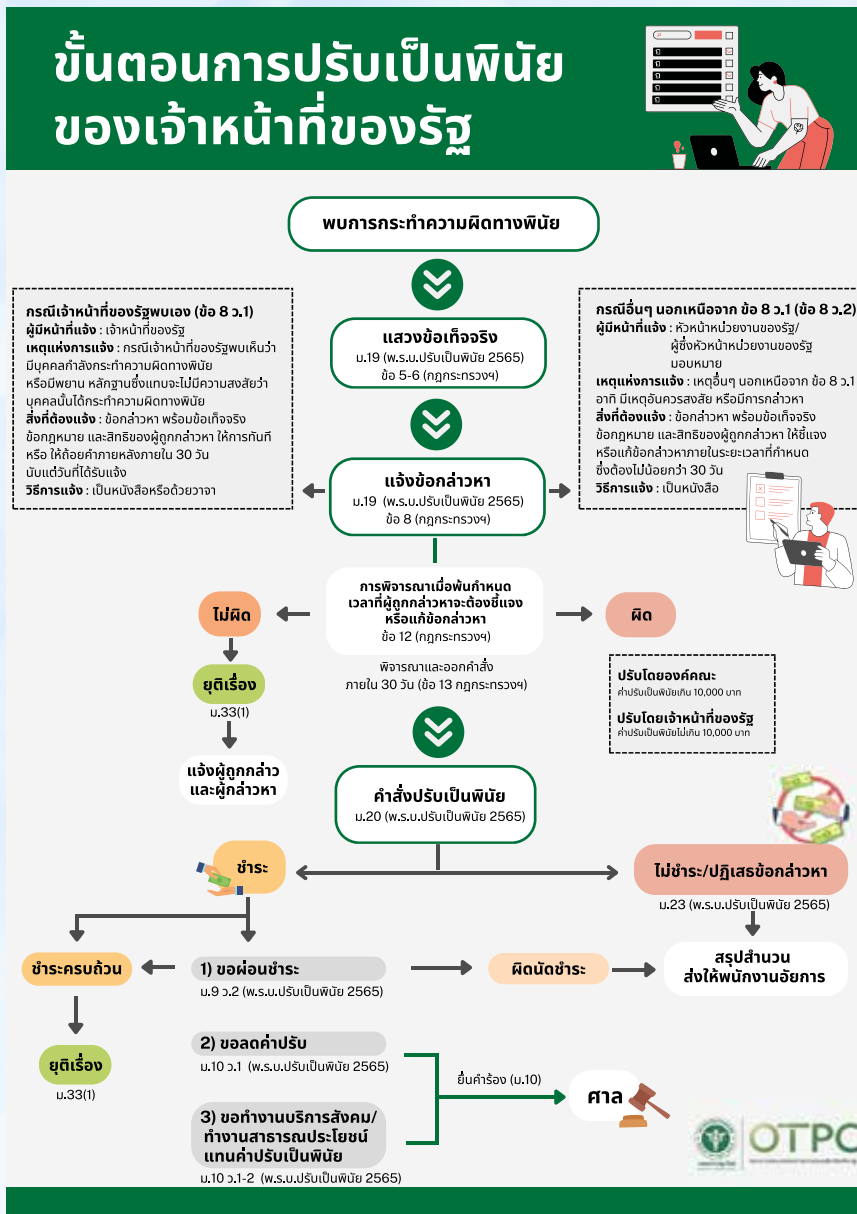 ขั้นตอนการปรับเป็นพินัย
ของเจ้าหน้าที่ของรัฐ
พบการกระทำความผิดทางพินัย
แสวงข้อเท็จจริง
ม.19 (พ.ร.บ.ปรับเป็นพินัย 2565)
ข้อ 5-6 (กฎกระทรวงฯ)
กรณีเจ้าหน้าที่ของรัฐพบเอง (ข้อ 8 ว.1)
ผู้มีหน้าที่แจ้ง : เจ้าหน้าที่ของรัฐ
เหตุแห่งการแจ้ง : กรณีเจ้าหน้าที่ของรัฐพบเห็นว่า
มีบุคคลกำลังกระทำความผิดทางพินัย
หรือมีพยาน หลักฐานซึ่งแทบจะไม่มีความสงสัยว่า
บุคคลนั้นได้กระทำความผิดทางพินัย
สิ่งที่ต้องแจ้ง : ข้อกล่าวหา พร้อมข้อเท็จจริง
ข้อกฎหมาย และสิทธิของผู้ถูกกล่าวหา ให้การทันที
หรือ ให้ถ้อยคำภายหลังภายใน 30 วัน
นับแต่วันที่ได้รับแจ้ง
วิธีการแจ้ง : เป็นหนังสือหรือด้วยวาจา
กรณีอื่นๆ นอกเหนือจาก ข้อ 8 ว.1 (ข้อ 8 ว.2)
ผู้มีหน้าที่แจ้ง : หัวหน้าหน่วยงานของรัฐ/
ผู้ซึ่งหัวหน้าหน่วยงานของรัฐ
มอบหมาย
เหตุแห่งการแจ้ง : เหตุอื่นๆ นอกเหนือจาก ข้อ 8 ว.1
อาทิ มีเหตุอันควรสงสัย หรือมีการกล่าวหา
สิ่งที่ต้องแจ้ง : ข้อกล่าวหา พร้อมข้อเท็จจริง
ข้อกฎหมาย และสิทธิของผู้ถูกกล่าวหา ให้ชี้แจง
หรือแก้ข้อกล่าวหาภายในระยะเวลาที่กำหนด
ซึ่งต้องไม่น้อยกว่า 30 วัน
วิธีการแจ้ง : เป็นหนังสือ
แจ้งข้อกล่าวหา
ม.19 (พ.ร.บ.ปรับเป็นพินัย 2565)
ข้อ 8 (กฎกระทรวงฯ)
การพิจารณาเมื่อพ้นกำหนด
เวลาที่ผู้ถูกกล่าวหาจะต้องชี้แจง
หรือแก้ข้อกล่าวหา
ข้อ 12 (กฎกระทรวงฯ)
พิจารณาและออกคำสั่ง
ภายใน 30 วัน (ข้อ 13 กฎกระทรวงฯ)
ไม่ผิด
ยุติเรื่อง
ม.33(1)
แจ้งผู้ถูกกล่าว
และผู้กล่าวหา
ผิด
ปรับโดยองค์คณะ
ค่าปรับเป็นพินัยเกิน 10,000 บาท
ปรับโดยเจ้าหน้าที่ของรัฐ
ค่าปรับเป็นพินัยไม่เกิน 10,000 บาท
คำสั่งปรับเป็นพินัย
ม.20 (พ.ร.บ.ปรับเป็นพินัย 2565)
ชำระ
ไม่ชำระ/ปฏิเสธข้อกล่าวหา
ม.23 (พ.ร.บ.ปรับเป็นพินัย 2565)
ชำระครบถ้วน
1) ขอผ่อนชำระ
ม.9 ว.2 (พ.ร.บ.ปรับเป็นพินัย 2565)
ผิดนัดชำระ
สรุปสำนวน
ส่งให้พนักงานอัยการ
ยุติเรื่อง
ม.33(1)
2) ขอลดค่าปรับ
ม.10 ว.1 (พ.ร.บ.ปรับเป็นพินัย 2565)
ยื่นคำร้อง (ม.10)
ศาล
3) ขอทำงานบริการสังคม/
ทำงานสาธารณประโยชน์
แทนค่าปรับเป็นพินัย
ม.10 ว.1-2 (พ.ร.บ.ปรับเป็นพินัย 2565)
OTPC